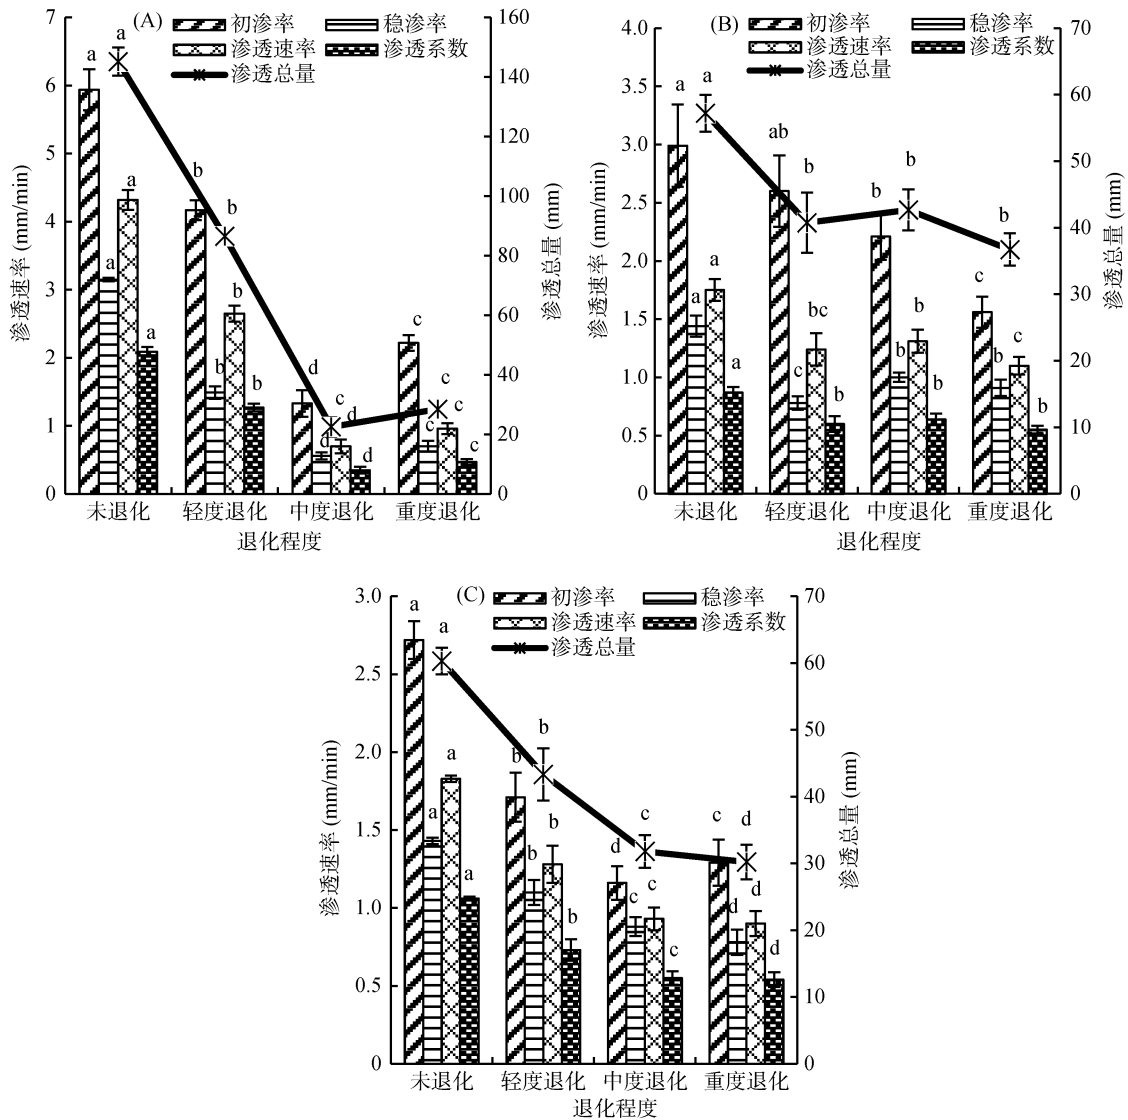 (A)
初渗率 稳渗率
渗透速率 渗透系数
渗透总量
渗透速率 (mm/min)
7
6
5
4
3
2
1
0
160
140
120
100
80
60
40
20
0
渗透总量 (mm)
a a a a a
b b b b b
d c d d d
c c c c c
未退化 轻度退化 中度退化 重度退化
退化程度
(B)
初渗率 稳渗率
渗透速率 渗透系数
渗透总量
渗透速率 (mm/min)
4.0
3.5
3.0
2.5
2.0
1.5
1.0
0.5
0
70
60
50
40
30
20
10
0
渗透总量 (mm)
a a a a a
ab b c bc b
b b b b b
c b b c b
未退化 轻度退化 中度退化 重度退化
退化程度
(C)
初渗率 稳渗率
渗透速率 渗透系数
渗透总量
渗透速率 (mm/min)
3.0
2.5
2.0
1.5
1.0
0.5
0
70
60
50
40
30
20
10
0
渗透总量 (mm)
a a a a a
b b b b b
d c c c c
c d d d d
未退化 轻度退化 中度退化 重度退化
退化程度